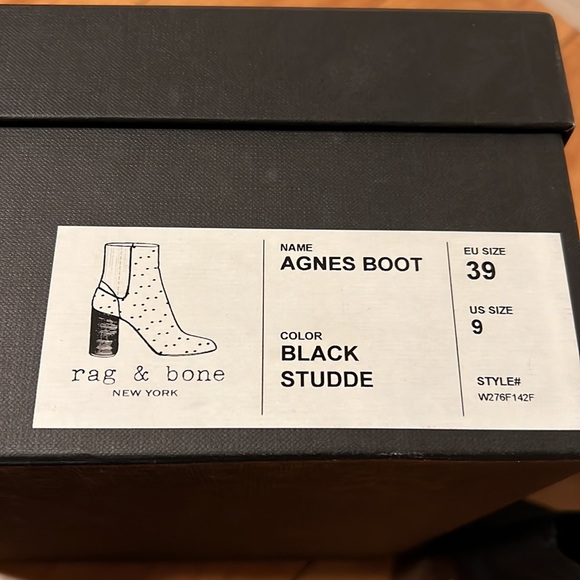 rag & bone
NEW YORK
NAME
AGNES BOOT
COLOR
BLACK
STUDDE
EU SIZE
39
US SIZE
9
STYLE#
W276F142F